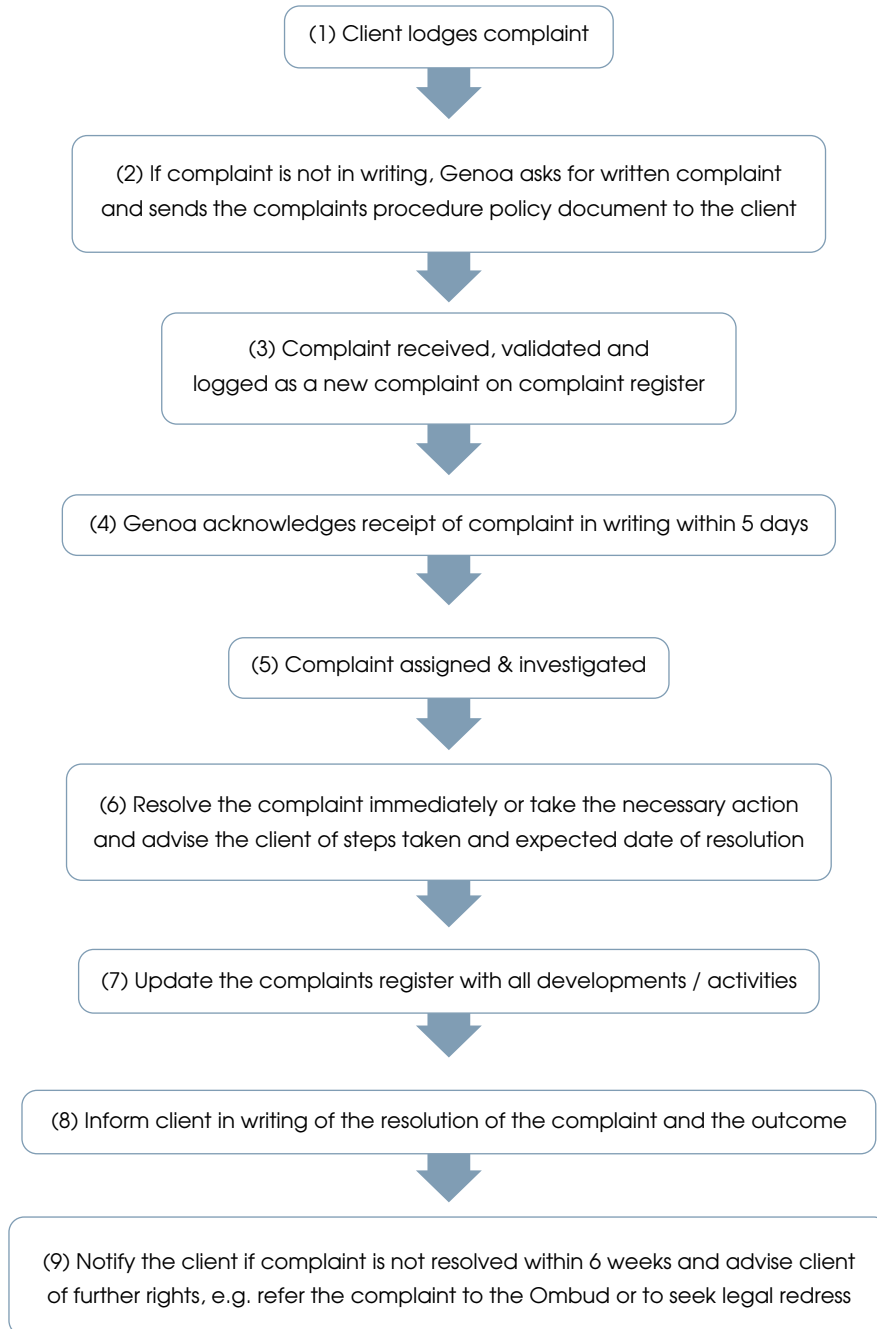 (1) Client lodges complaint
(2) If complaint is not in writing, Genoa asks for written complaint
and sends the complaints procedure policy document to the client
(3) Complaint received, validated and
logged as a new complaint on complaint register
(4) Genoa acknowledges receipt of complaint in writing within 5 days
(5) Complaint assigned & investigated
(6) Resolve the complaint immediately or take the necessary action
and advise the client of steps taken and expected date of resolution
(7) Update the complaints register with all developments / activities
(8) Inform client in writing of the resolution of the complaint and the outcome
(9) Notify the client if complaint is not resolved within 6 weeks and advise client
of further rights, e.g. refer the complaint to the Ombud or to seek legal redress